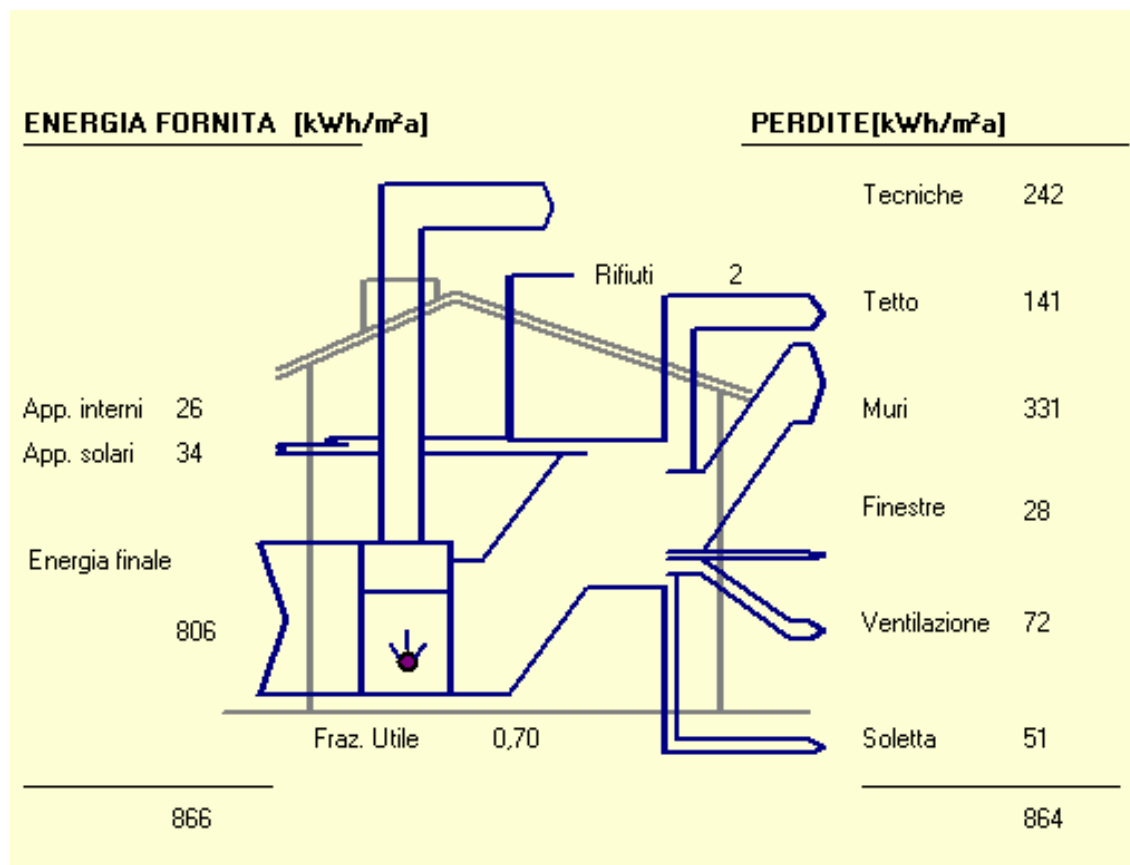 ENERGIA FORNITA [kWh/m²a]
PERDITE[kWh/m²a]
Tecniche 242
Rifiuti 2
Tetto 141
App. interni 26
Muri 331
App. solari 34
Finestre 28
Energia finale
806
Ventilazione 72
Fraz. Utile 0,70
Soletta 51
866
864